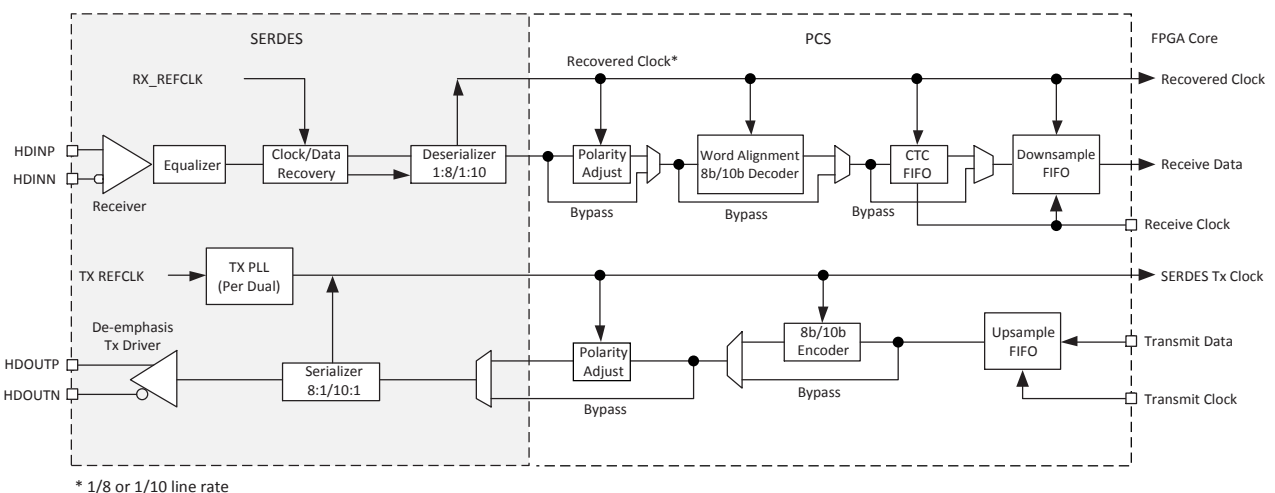 SERDES
PCS
FPGA Core
RX_REFCLK
Recovered Clock*
Recovered Clock
HDINP
HDINN
Receiver
Equalizer
Clock/Data
Recovery
Deserializer
1:8/1:10
Polarity
Adjust
Bypass
Word Alignment
8b/10b Decoder
Bypass
CTC
FIFO
Bypass
Downsample
FIFO
Receive Data
Receive Clock
TX REFCLK
TX PLL
(Per Dual)
SERDES Tx Clock
De-emphasis
Tx Driver
HDOUTP
HDOUTN
Serializer
8:1/10:1
Polarity
Adjust
Bypass
8b/10b
Encoder
Bypass
Upsample
FIFO
Transmit Data
Transmit Clock
* 1/8 or 1/10 line rate